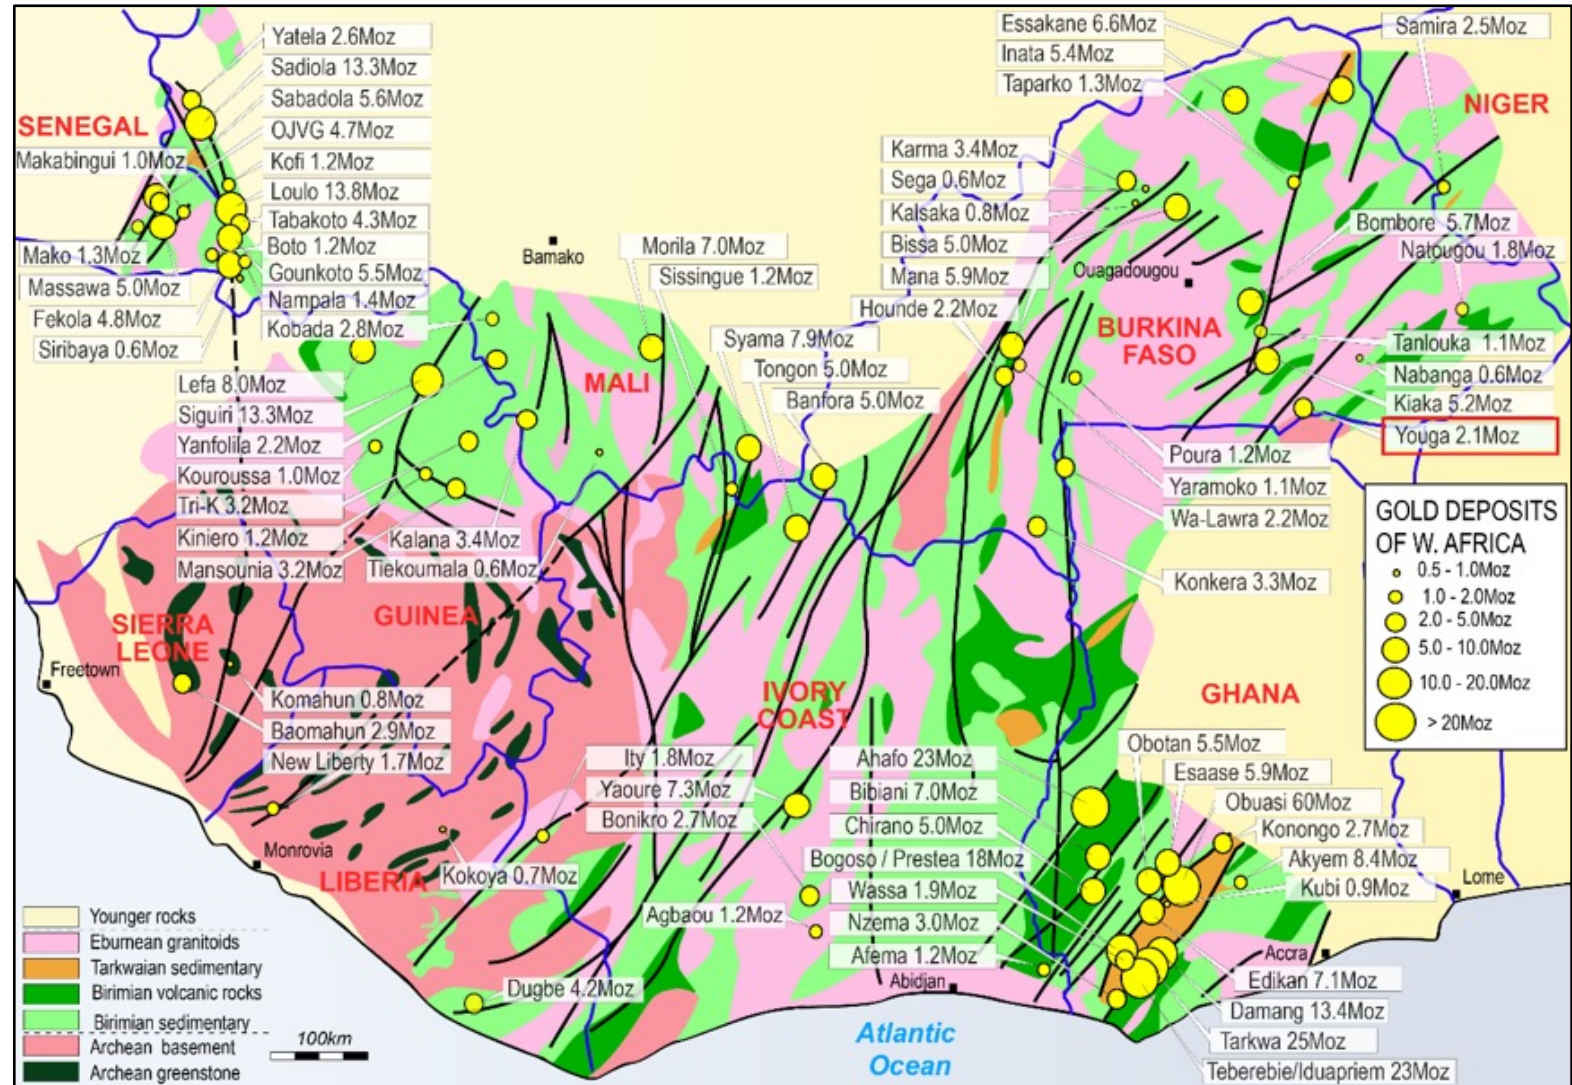 Yatela 2.6Moz
Sadiola 13.3Moz
Sabadola 5.6Moz
OJVG 4.7Moz
Kofi 1.2Moz
Loulo 13.8Moz
Tabakoto 4.3Moz
Boto 1.2Moz
Gounkoto 5.5Moz
Nampala 1.4Moz
Kobada 2.8Moz
SENEGAL
Makabingui 1.0Moz
Mako 1.3Moz
Massawa 5.0Moz
Fekola 4.8Moz
Siribaya 0.6Moz
Lefa 8.0Moz
Siguiri 13.3Moz
Yanfolila 2.2Moz
Kouroussa 1.0Moz
Tri-K 3.2Moz
Kiniero 1.2Moz
Mansounia 3.2Moz
Kalana 3.4Moz
Tiekoumala 0.6Moz
Bamako
MALI
Morila 7.0Moz
Sissingue 1.2Moz
Syama 7.9Moz
Tongon 5.0Moz
Banfora 5.0Moz
Essakane 6.6Moz
Inata 5.4Moz
Taparko 1.3Moz
Samira 2.5Moz
NIGER
Karma 3.4Moz
Sega 0.6Moz
Kalsaka 0.8Moz
Bissa 5.0Moz
Mana 5.9Moz
Hounde 2.2Moz
Ouagadougou
BURKINA
FASO
Bombore 5.7Moz
Natougou 1.8Moz
Tanlouka 1.1Moz
Nabanga 0.6Moz
Kiaka 5.2Moz
Youga 2.1Moz
Poura 1.2Moz
Yaramoko 1.1Moz
Wa-Lawra 2.2Moz
Konkera 3.3Moz
GOLD DEPOSITS
OF W. AFRICA
0.5 - 1.0Moz
1.0 - 2.0Moz
2.0 - 5.0Moz
5.0 - 10.0Moz
10.0 - 20.0Moz
> 20Moz
SIERRA
LEONE
GUINEA
Freetown
Komahun 0.8Moz
Baomahun 2.9Moz
New Liberty 1.7Moz
Monrovia
LIBERIA
Kokoya 0.7Moz
Dugbe 4.2Moz
IVORY
COAST
GHANA
Ity 1.8Moz
Yaoure 7.3Moz
Bonikro 2.7Moz
Agbaou 1.2Moz
Ahafo 23Moz
Bibiani 7.0Moz
Chirano 5.0Moz
Bogoso / Prestea 18Moz
Wassa 1.9Moz
Nzema 3.0Moz
Afema 1.2Moz
Abidjan
Obotan 5.5Moz
Esaase 5.9Moz
Obuasi 60Moz
Konongo 2.7Moz
Akyem 8.4Moz
Kubi 0.9Moz
Lome
Accra
Edikan 7.1Moz
Damang 13.4Moz
Tarkwa 25Moz
Teberebie/Iduapriem 23Moz
Atlantic
Ocean
Younger rocks
Eburnean granitoids
Tarkwaian sedimentary
Birimian volcanic rocks
Birimian sedimentary
Archean basement
Archean greenstone
100km